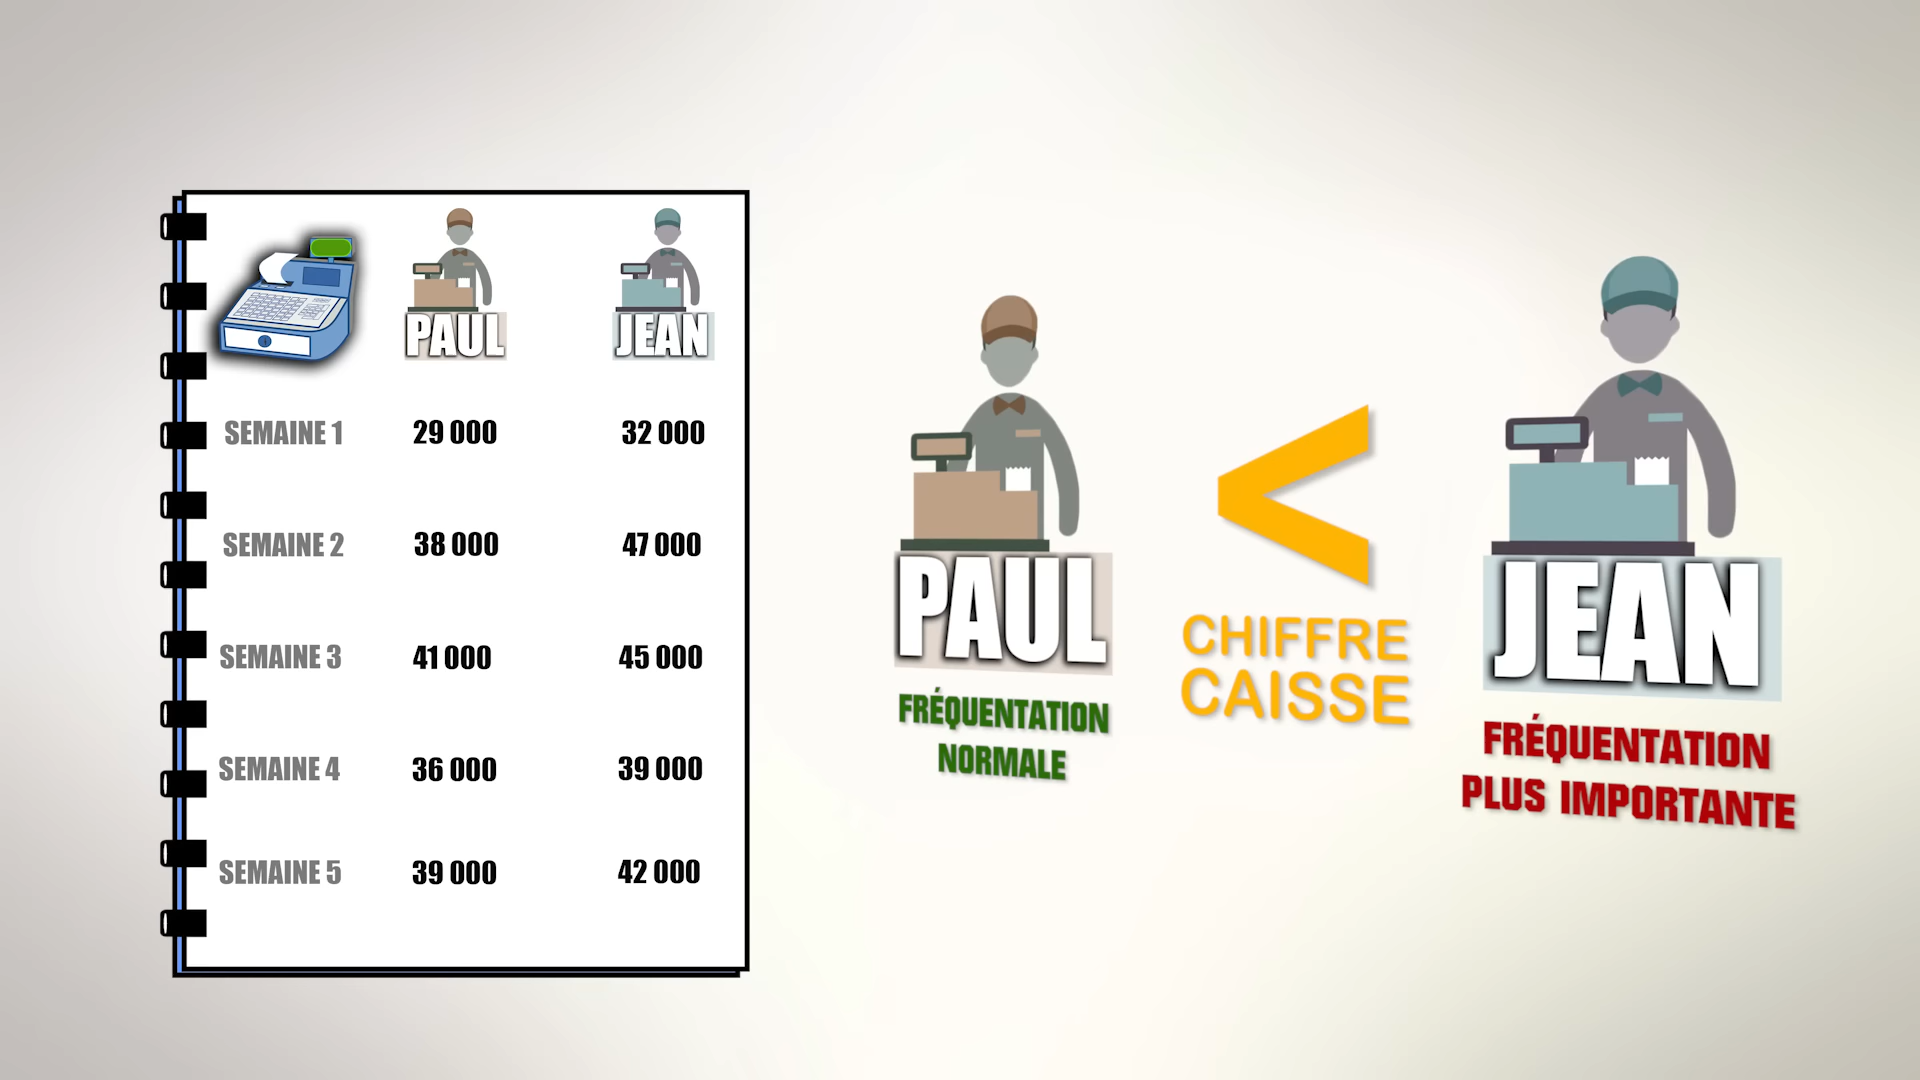 PAUL JEAN
SEMAINE 1 29 000 32 000
SEMAINE 2 38 000 47 000
SEMAINE 3 41 000 45 000
SEMAINE 4 36 000 39 000
SEMAINE 5 39 000 42 000
PAUL
FRÉQUENTATION
NORMALE
<
CHIFFRE
CAISSE
JEAN
FRÉQUENTATION
PLUS IMPORTANTE